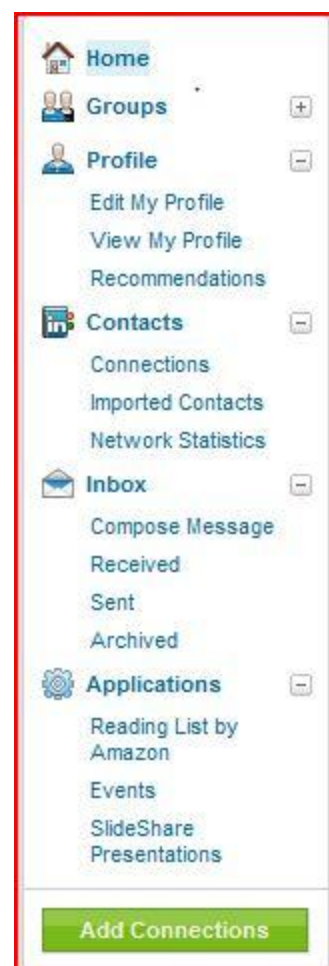 Home
Groups
Profile
Edit My Profile
View My Profile
Recommendations
in
Contacts
Connections
Imported Contacts
Network Statistics
Inbox
Compose Message
Received
Sent
Archived
Applications
Reading List by
Amazon
Events
SlideShare
Presentations
Add Connections